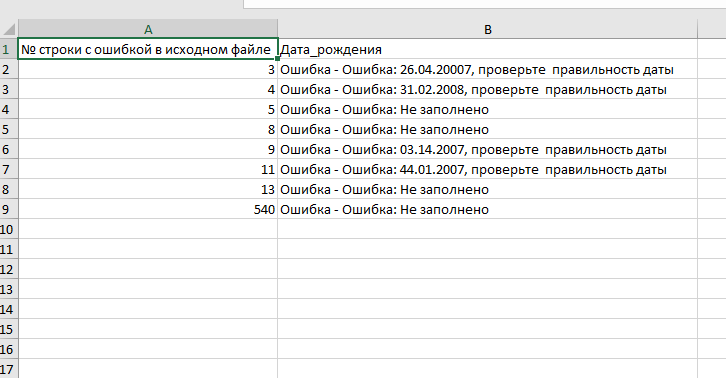 A B
1 № строки с ошибкой в исходном файле Дата_рождения
2 3 Ошибка - Ошибка: 26.04.20007, проверьте  правильность даты
3 4 Ошибка - Ошибка: 31.02.2008, проверьте  правильность даты
4 5 Ошибка - Ошибка: Не заполнено
5 8 Ошибка - Ошибка: Не заполнено
6 9 Ошибка - Ошибка: 03.14.2007, проверьте  правильность даты
7 11 Ошибка - Ошибка: 44.01.2007, проверьте  правильность даты
8 13 Ошибка - Ошибка: Не заполнено
9 540 Ошибка - Ошибка: Не заполнено
10
11
12
13
14
15
16
17